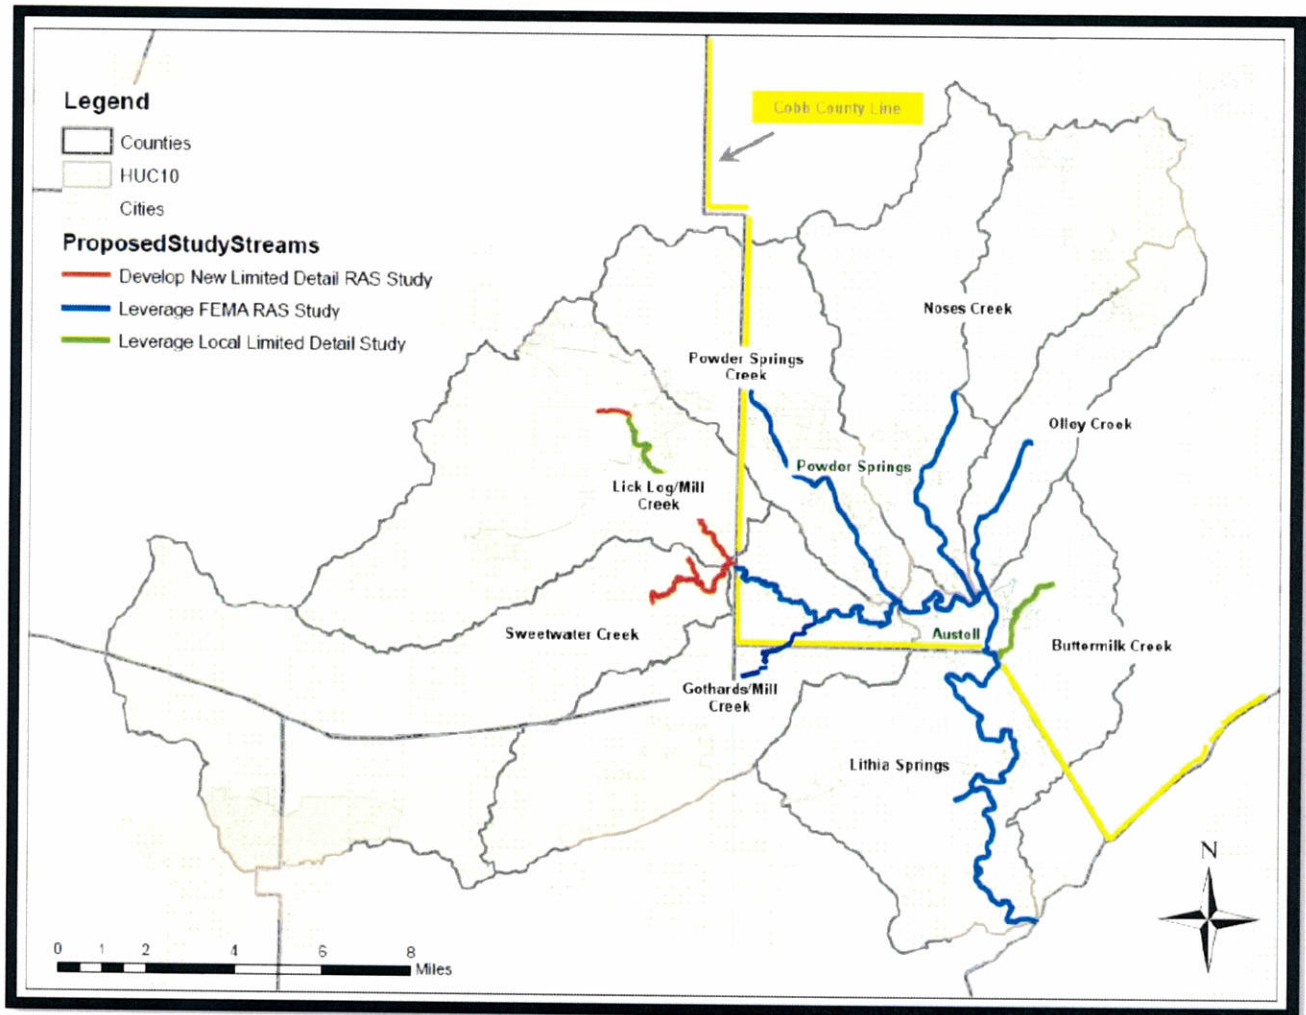 Legend
Counties
HUC10
Cities
ProposedStudyStreams
Develop New Limited Detail RAS Study
Leverage FEMA RAS Study
Leverage Local Limited Detail Study
Cobb County Line
Noses Creek
Powder Springs
Creek
Olley Creek
Powder Springs
Lick Log/Mill
Creek
Sweetwater Creek
Austell
Buttermilk Creek
Gothards/Mill
Creek
Lithia Springs
N
0 1 2 4 6 8
Miles